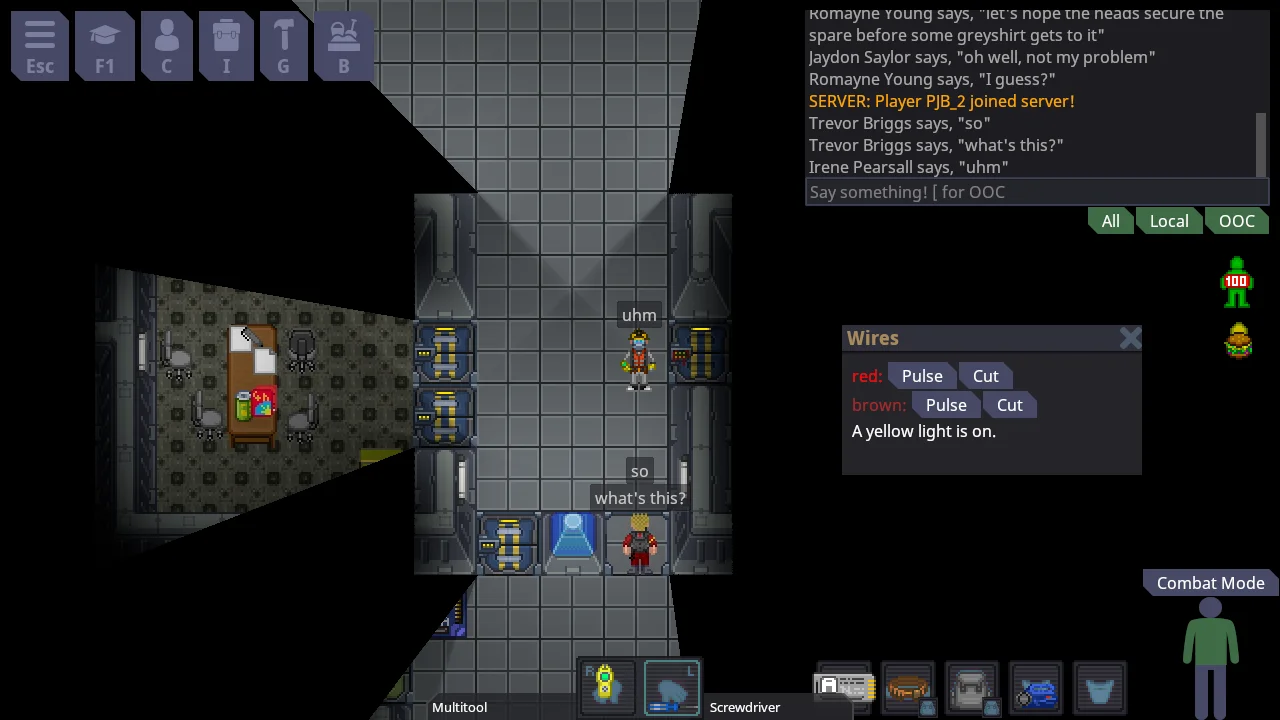 Esc
F1
C
I
G
B
Romayne Young says, "let's hope the heads secure the
spare before some greyshirt gets to it"
Jaydon Saylor says, "oh well, not my problem"
Romayne Young says, "I guess?"
SERVER: Player PJB_2 joined server!
Trevor Briggs says, "so"
Trevor Briggs says, "what's this?"
Irene Pearsall says, "uhm"
Say something! [ for OOC
All
Local
OOC
100
uhm
Wires
red: Pulse Cut
brown: Pulse Cut
A yellow light is on.
so
what's this?
Combat Mode
R
L
Multitool
Screwdriver